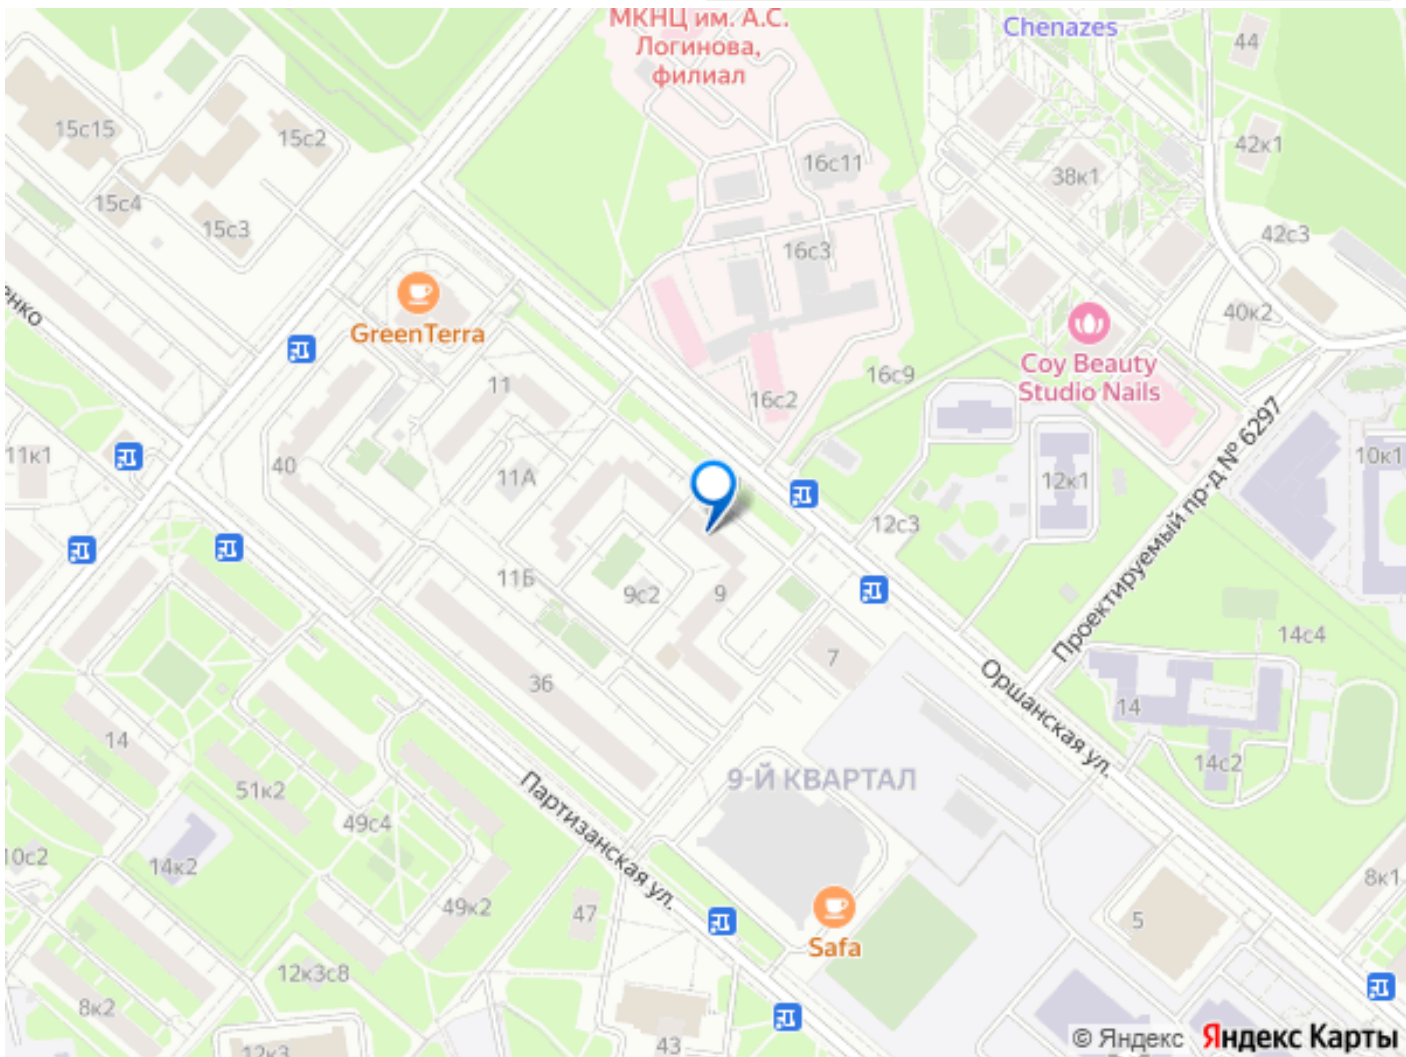 МКНЦ им. А.С.
Логинова,
филиал
Chenazes
44
15с15
15с2
42к1
16с11
38к1
15с4
15с3
42с3
16с3
енко
GreenTerra
40к2
Coy Beauty
Studio Nails
11
16с9
16с2
11к1
40
11А
12к1
10к1
Проектируемый пр-д № 6297
12с3
11Б
9с2
9
14с4
7
36
Оршанская ул.
14
14
14с2
9-Й КВАРТАЛ
51к2
Партизанская ул.
49с4
10с2
14к2
8к1
49к2
47
5
Safa
12к3с8
8к2
12к3
43
© Яндекс
Яндекс Карты